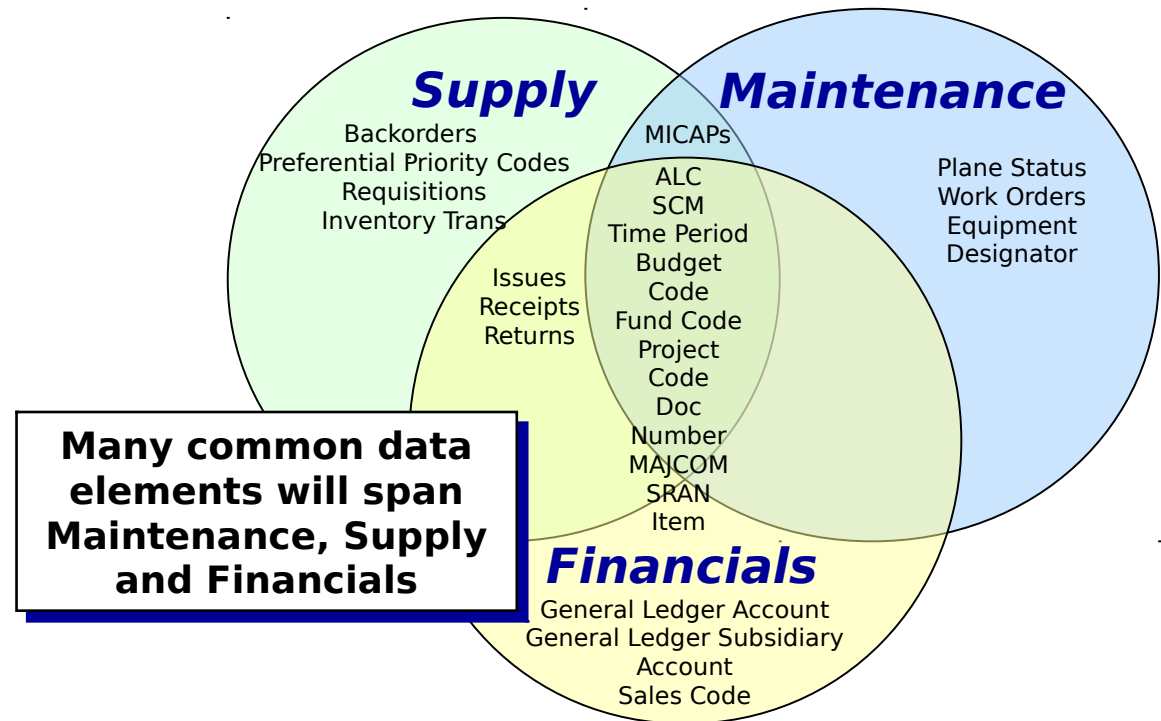 Supply
Maintenance
Backorders
Preferential Priority Codes
Requisitions
Inventory Trans
MICAPs
Plane Status
Work Orders
Equipment
Designator
Issues
Receipts
Returns
ALC
SCM
Time Period
Budget
Code
Fund Code
Project
Code
Doc
Number
MAJCOM
SRAN
Item
Many common data
elements will span
Maintenance, Supply
and Financials
Financials
General Ledger Account
General Ledger Subsidiary
Account
Sales Code